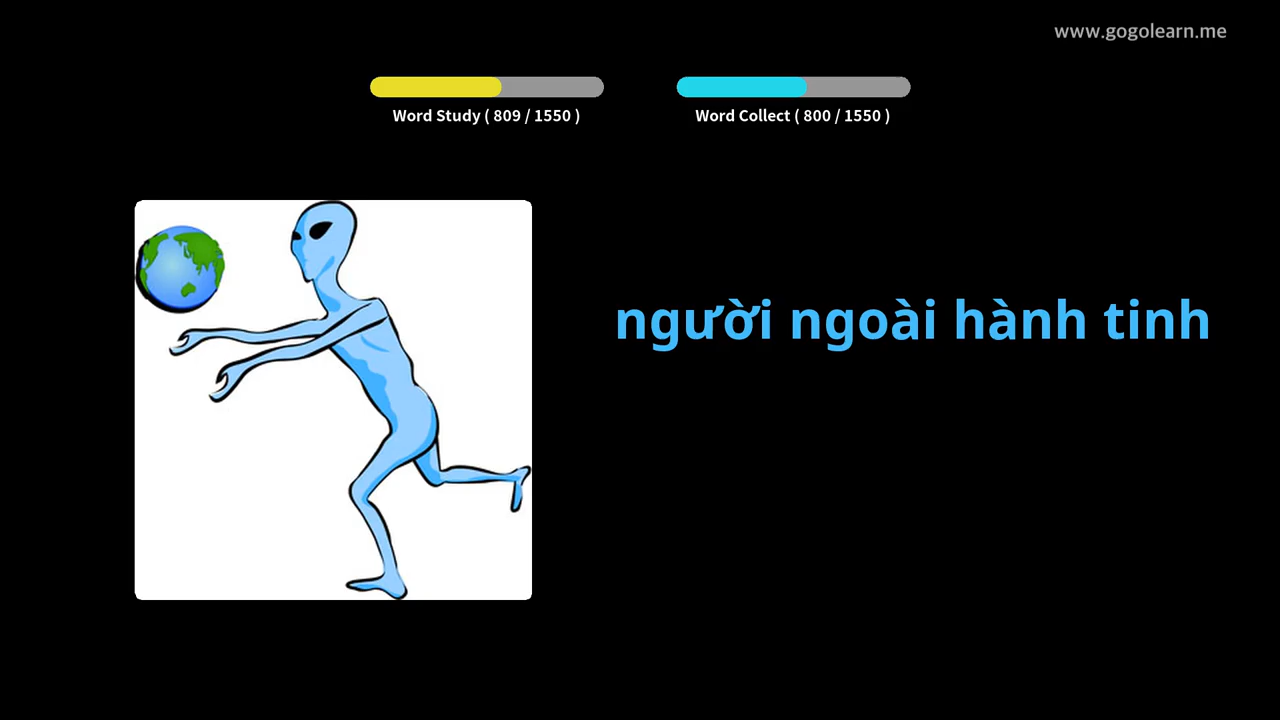 www.gogolearn.me
Word Study ( 809 / 1550 )
Word Collect ( 800 / 1550 )
người ngoài hành tinh